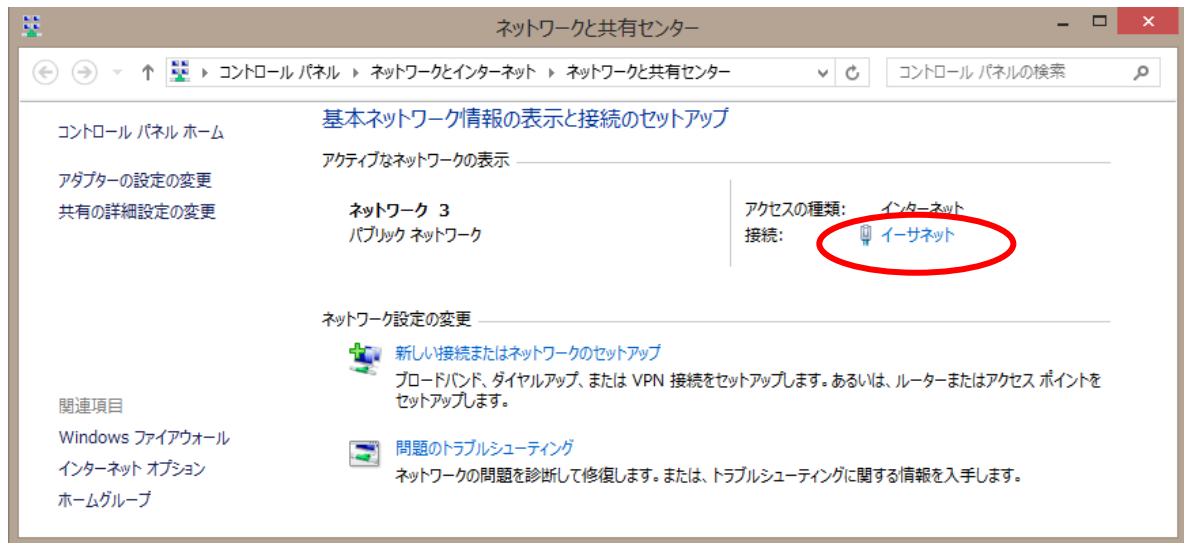 ネットワークと共有センター
コントロール パネル ▸ ネットワークとインターネット ▸ ネットワークと共有センター
コントロール パネルの検索
コントロール パネル ホーム
アダプターの設定の変更
共有の詳細設定の変更
基本ネットワーク情報の表示と接続のセットアップ
アクティブなネットワークの表示
ネットワーク 3
パブリック ネットワーク
アクセスの種類: インターネット
接続: イーサネット
ネットワーク設定の変更
新しい接続またはネットワークのセットアップ
ブロードバンド、ダイヤルアップ、または VPN 接続をセットアップします。あるいは、ルーターまたはアクセス ポイントを
セットアップします。
問題のトラブルシューティング
ネットワークの問題を診断して修復します。または、トラブルシューティングに関する情報を入手します。
関連項目
Windows ファイアウォール
インターネット オプション
ホームグループ